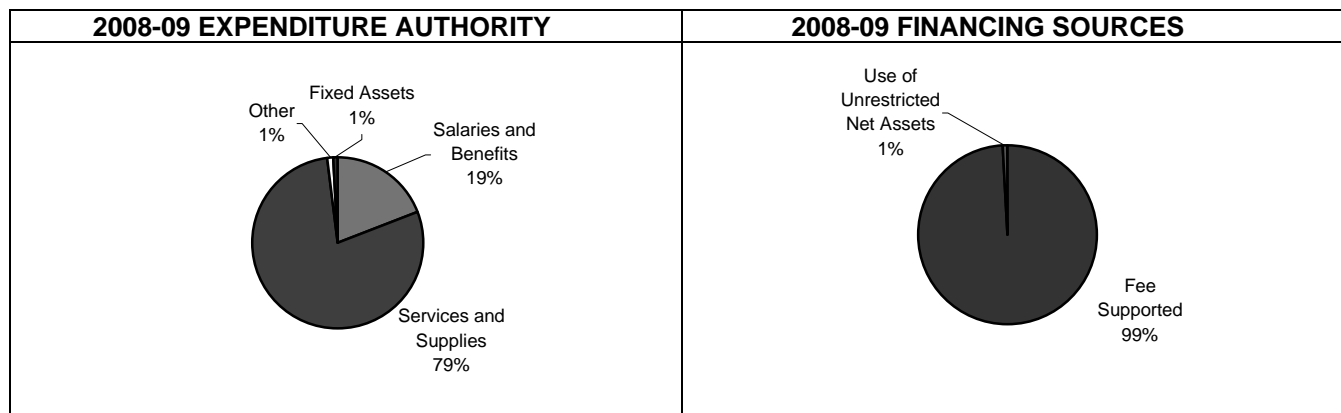 2008-09 EXPENDITURE AUTHORITY
Other
1%
Fixed Assets
1%
Salaries and
Benefits
19%
Services and
Supplies
79%
2008-09 FINANCING SOURCES
Use of
Unrestricted
Net Assets
1%
Fee
Supported
99%